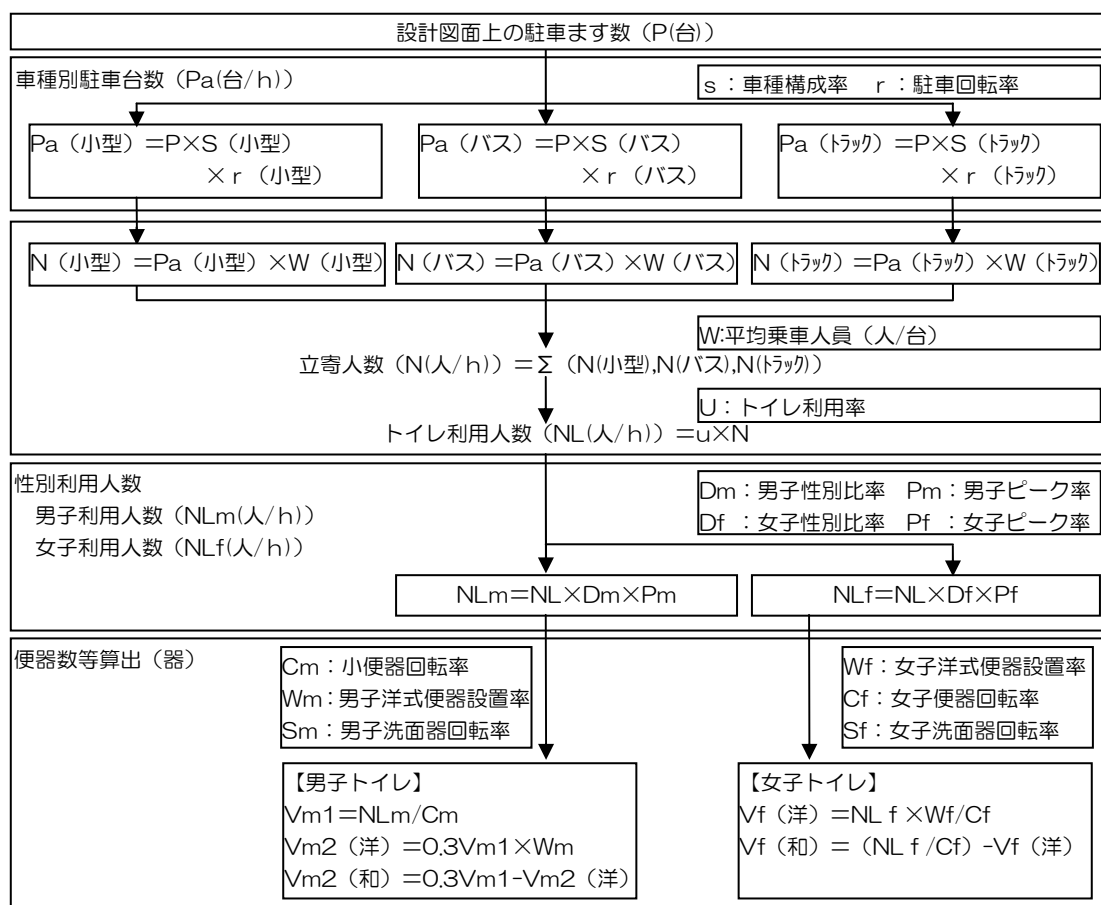 設計図面上の駐車ます数（P(台)）
車種別駐車台数（Pa(台/h)）
s：車種構成率　r：駐車回転率
Pa（小型）＝P×S（小型）
×r（小型）
Pa（バス）＝P×S（バス）
×r（バス）
Pa（ﾄﾗｯｸ）＝P×S（ﾄﾗｯｸ）
×r（ﾄﾗｯｸ）
N（小型）＝Pa（小型）×W（小型）
N（バス）＝Pa（バス）×W（バス）
N（ﾄﾗｯｸ）＝Pa（ﾄﾗｯｸ）×W（ﾄﾗｯｸ）
W:平均乗車人員（人/台）
立寄人数（N(人/h)）＝Σ（N(小型),N(バス),N(ﾄﾗｯｸ)）
U：トイレ利用率
トイレ利用人数（NL(人/h)）＝u×N
性別利用人数
男子利用人数（NLm(人/h)）
女子利用人数（NLf(人/h)）
Dm：男子性別比率　Pm：男子ピーク率
Df：女子性別比率　Pf：女子ピーク率
NLm＝NL×Dm×Pm
NLf＝NL×Df×Pf
便器数等算出（器）
Cm：小便器回転率
Wm：男子洋式便器設置率
Sm：男子洗面器回転率
Wf：女子洋式便器設置率
Cf：女子便器回転率
Sf：女子洗面器回転率
【男子トイレ】
Vm1＝NLm/Cm
Vm2（洋）＝0.3Vm1×Wm
Vm2（和）＝0.3Vm1-Vm2（洋）
【女子トイレ】
Vf（洋）＝NLｆ×Wf/Cf
Vf（和）＝（NLｆ/Cf）-Vf（洋）